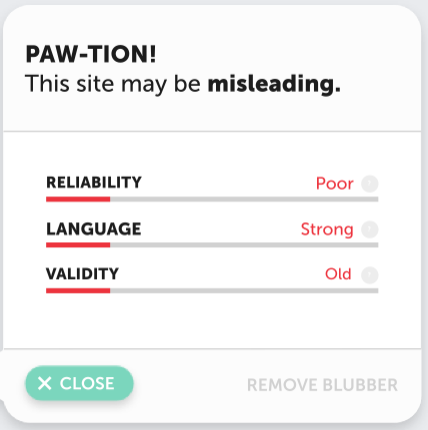 PAW-TION!
This site may be misleading.
RELIABILITY Poor
LANGUAGE Strong
VALIDITY Old
✕ CLOSE
REMOVE BLUBBER